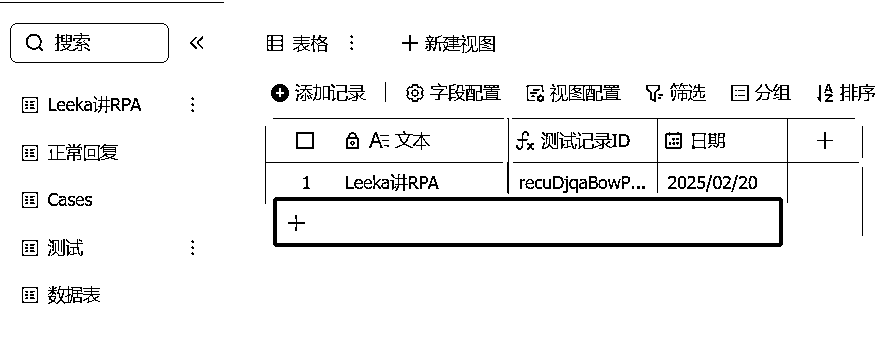 搜索
Leeka讲RPA
正常回复
Cases
测试
数据表
表格 新建视图
添加记录 字段配置 视图配置 筛选 分组 排序
文本 测试记录ID 日期
1 Leeka讲RPA recuDjqaBowP... 2025/02/20